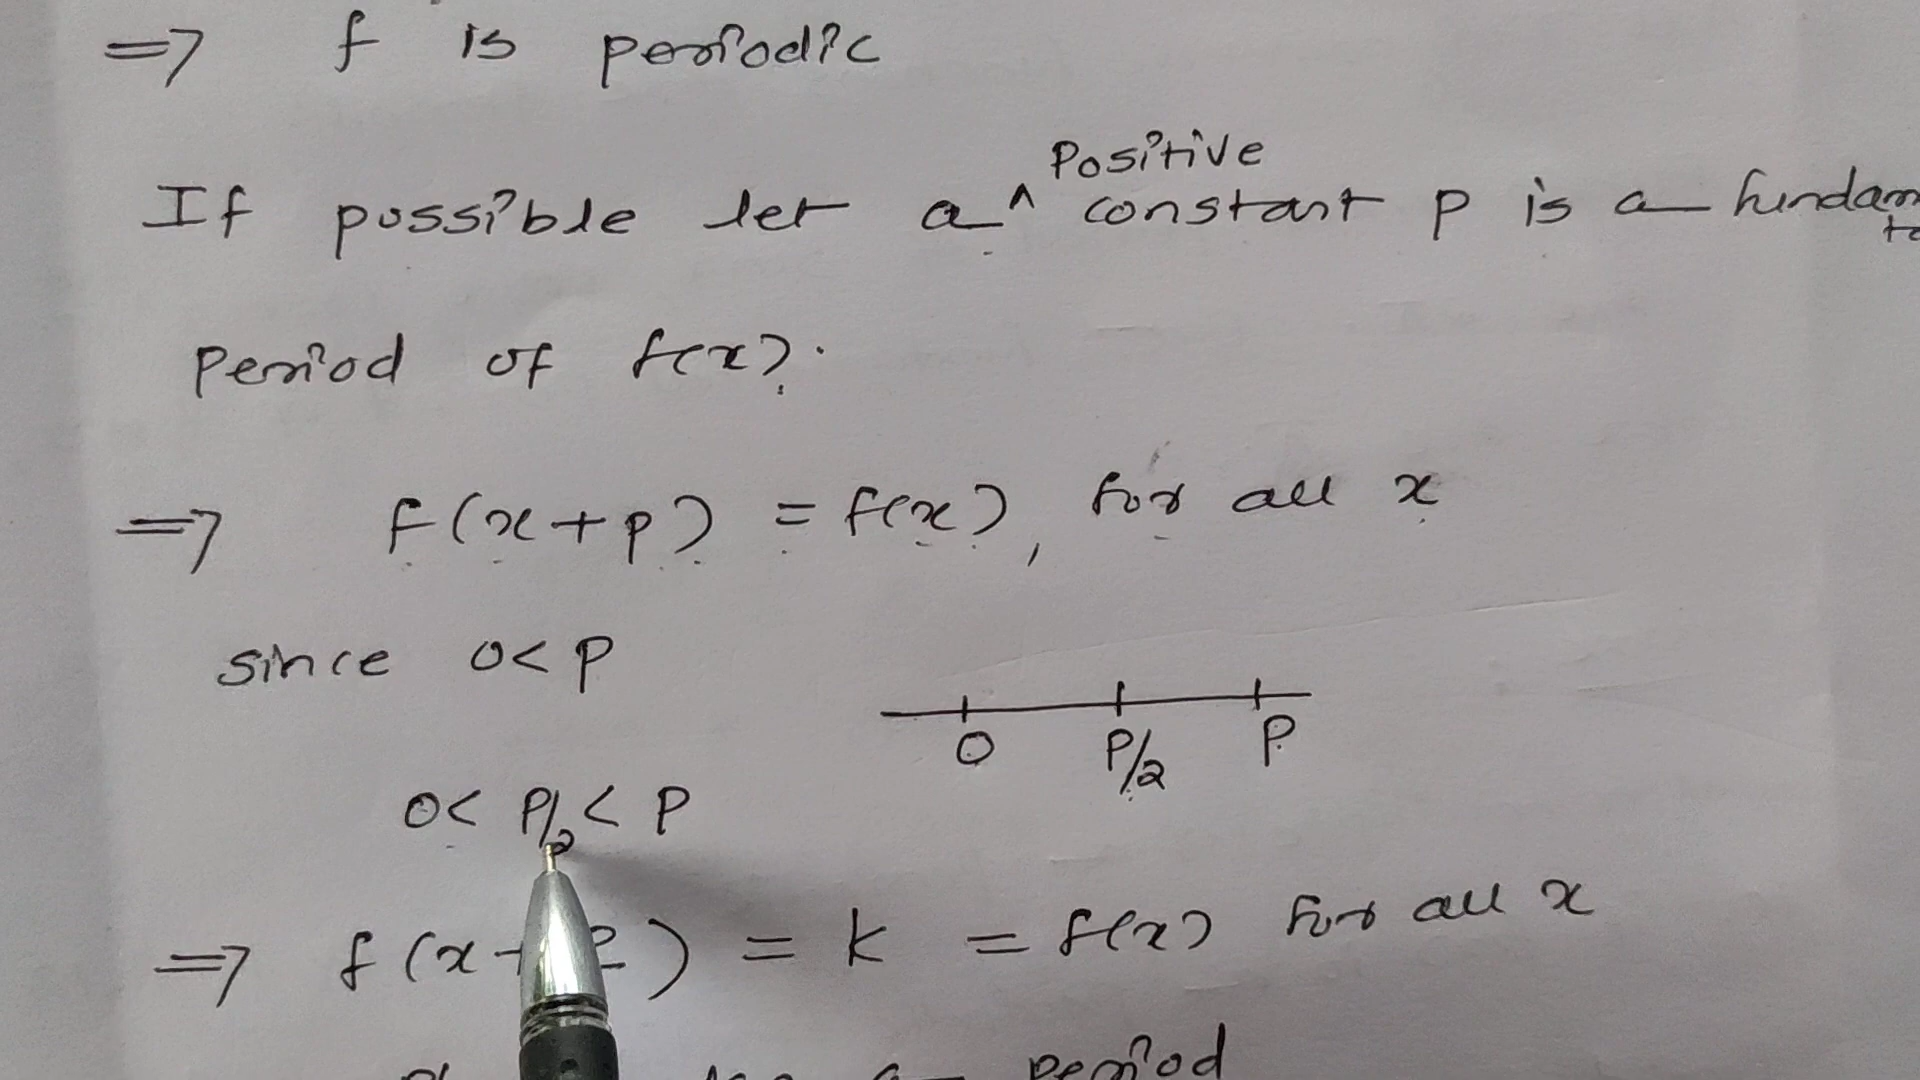 => f is periodic
Positive
If possible let a ^ constant p is a fundam
Period of f(x).
=> f(x+p) = f(x), for all x
since 0<P
0 P/2 P
0< P/2 < P
=> f(x+ ) = k = f(x) for all x
a period